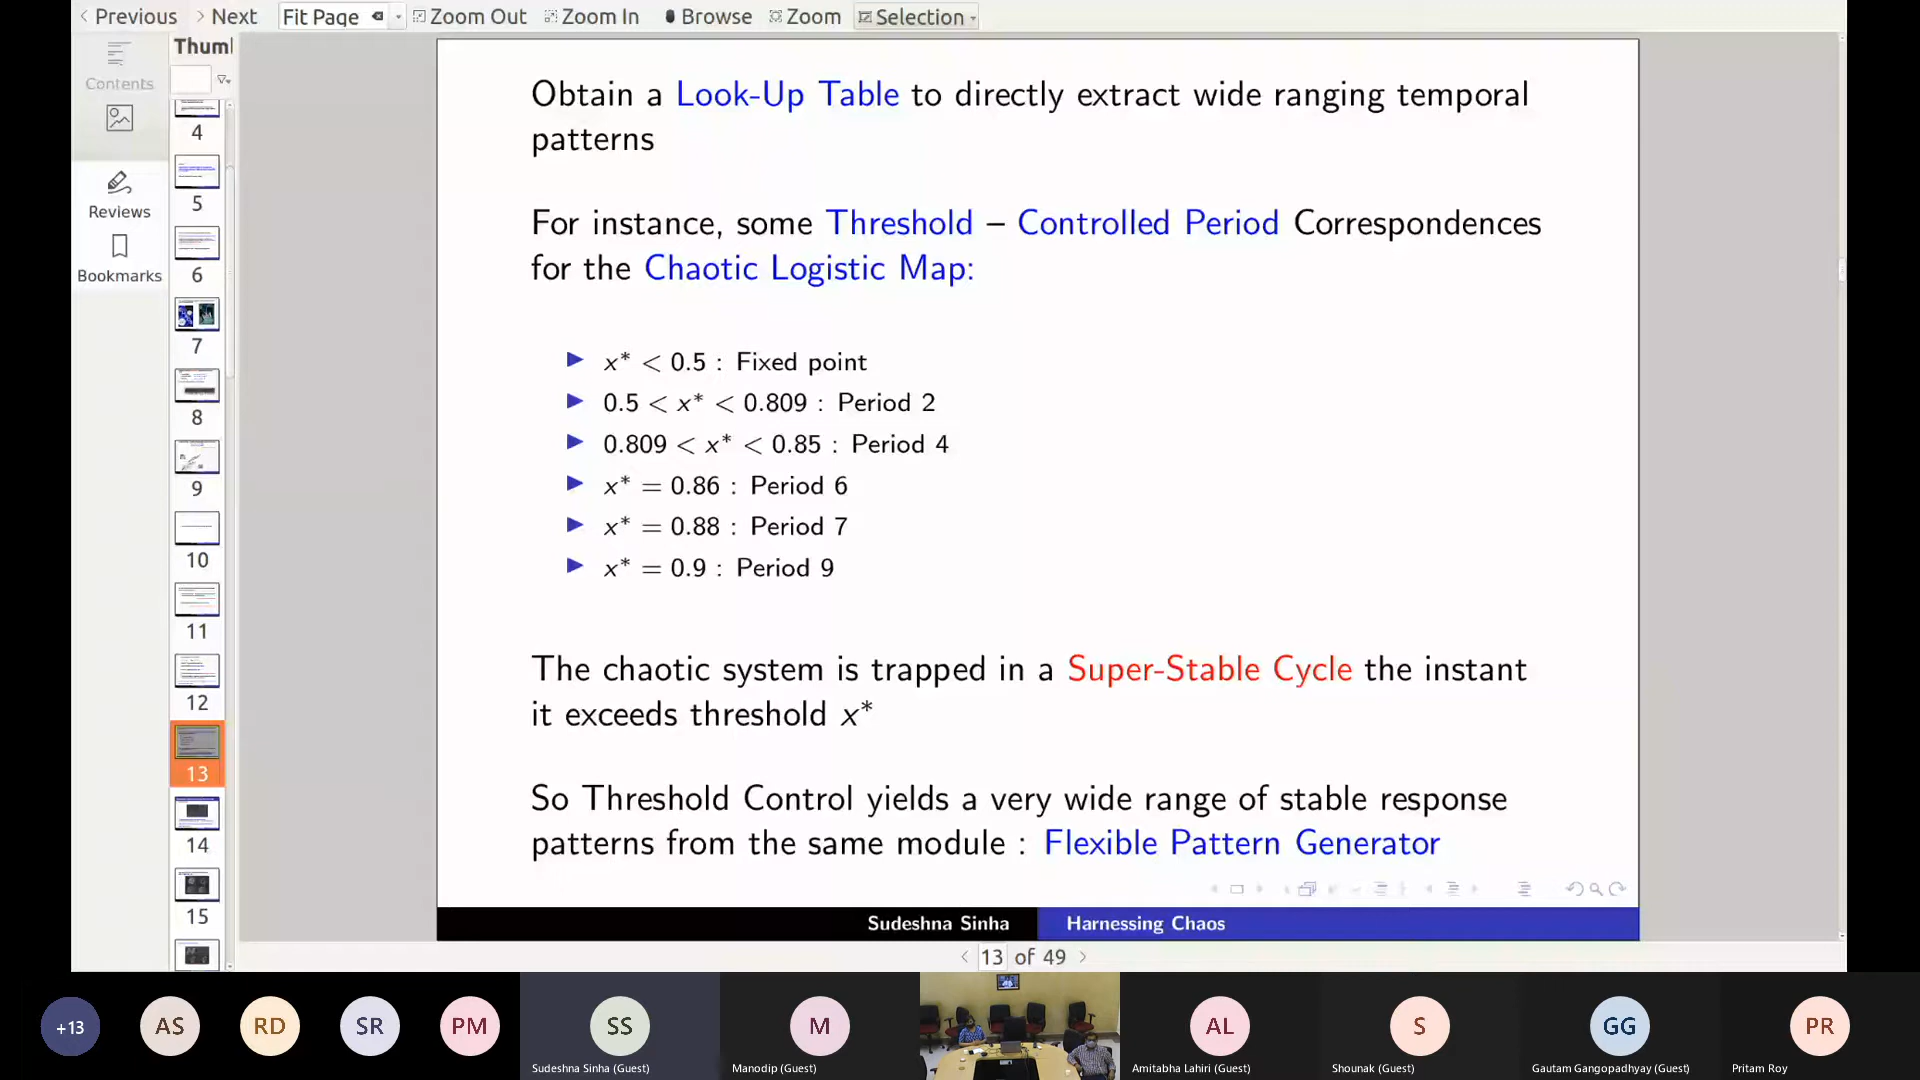 Previous
Next
Fit Page
Zoom Out
Zoom In
Browse
Zoom
Selection
Contents
Reviews
Bookmarks
Thuml
4
5
6
7
8
9
10
11
12
13
14
15
Obtain a Look-Up Table to directly extract wide ranging temporal
patterns
For instance, some Threshold – Controlled Period Correspondences
for the Chaotic Logistic Map:
x* < 0.5 : Fixed point
0.5 < x* < 0.809 : Period 2
0.809 < x* < 0.85 : Period 4
x* = 0.86 : Period 6
x* = 0.88 : Period 7
x* = 0.9 : Period 9
The chaotic system is trapped in a Super-Stable Cycle the instant
it exceeds threshold x*
So Threshold Control yields a very wide range of stable response
patterns from the same module : Flexible Pattern Generator
Sudeshna Sinha
Harnessing Chaos
13 of 49
+13
AS
RD
SR
PM
SS
Sudeshna Sinha (Guest)
M
Manodip (Guest)
AL
Amitabha Lahiri (Guest)
S
Shounak (Guest)
GG
Gautam Gangopadhyay (Guest)
PR
Pritam Roy